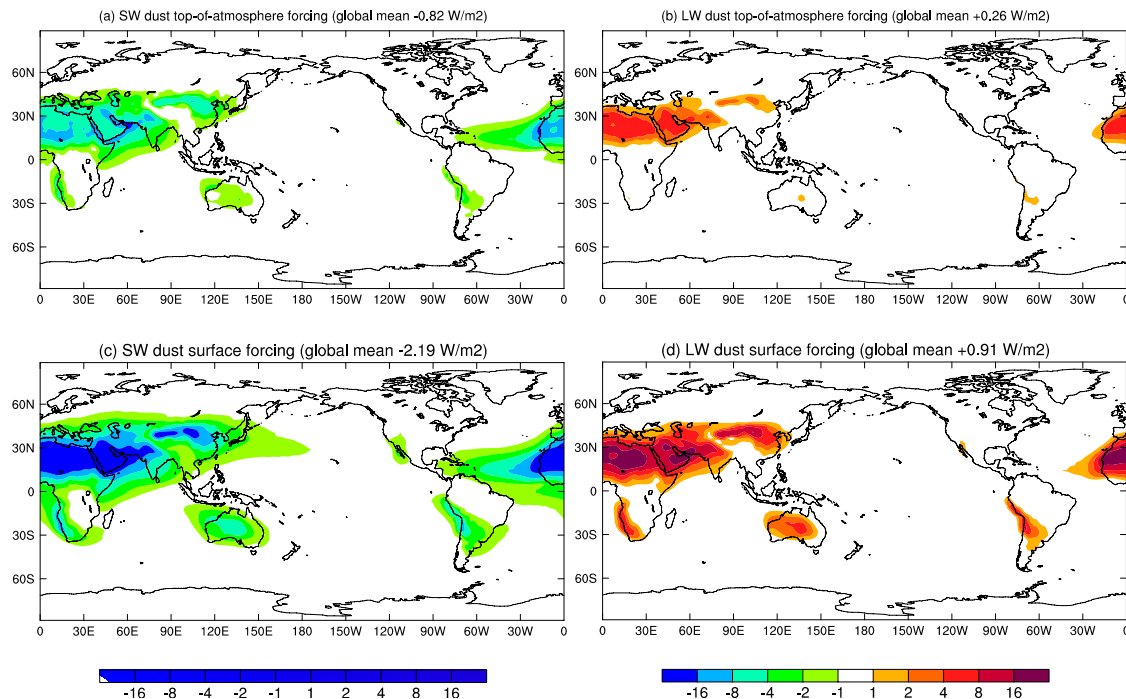 (a) SW dust top-of-atmosphere forcing (global mean -0.82 W/m2)
(b) LW dust top-of-atmosphere forcing (global mean +0.26 W/m2)
60N
30N
0
30S
60S
0 30E 60E 90E 120E 150E 180 150W 120W 90W 60W 30W 0
60N
30N
0
30S
60S
0 30E 60E 90E 120E 150E 180 150W 120W 90W 60W 30W 0
(c) SW dust surface forcing (global mean -2.19 W/m2)
(d) LW dust surface forcing (global mean +0.91 W/m2)
60N
30N
0
30S
60S
0 30E 60E 90E 120E 150E 180 150W 120W 90W 60W 30W 0
60N
30N
0
30S
60S
0 30E 60E 90E 120E 150E 180 150W 120W 90W 60W 30W 0
-16 -8 -4 -2 -1 1 2 4 8 16
-16 -8 -4 -2 -1 1 2 4 8 16